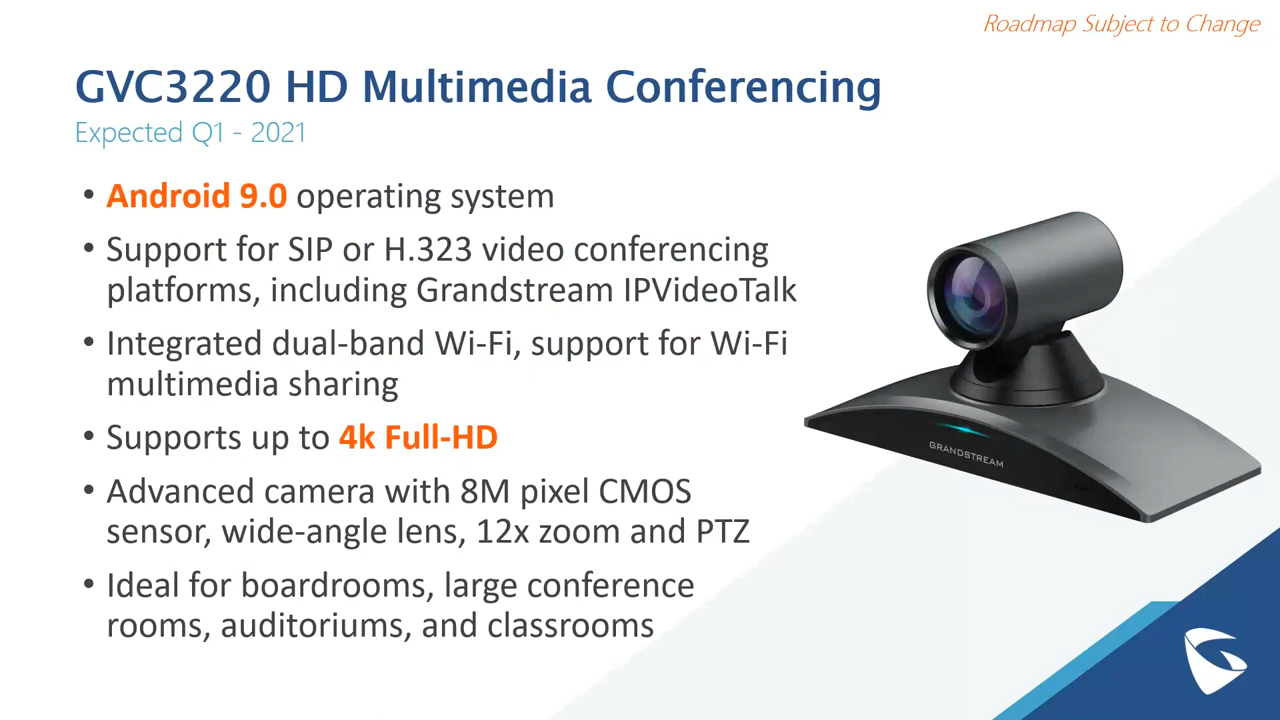 Roadmap Subject to Change
GVC3220 HD Multimedia Conferencing
Expected Q1 - 2021
• Android 9.0 operating system
• Support for SIP or H.323 video conferencing
platforms, including Grandstream IPVideoTalk
• Integrated dual-band Wi-Fi, support for Wi-Fi
multimedia sharing
• Supports up to 4k Full-HD
• Advanced camera with 8M pixel CMOS
sensor, wide-angle lens, 12x zoom and PTZ
• Ideal for boardrooms, large conference
rooms, auditoriums, and classrooms
GRANDSTREAM